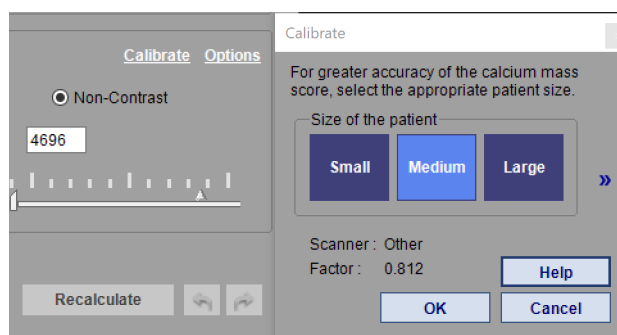 Calibrate Options
Non-Contrast
4696
Recalculate
Calibrate
For greater accuracy of the calcium mass
score, select the appropriate patient size.
Size of the patient
Small Medium Large
»
Scanner : Other
Factor : 0.812
Help
OK Cancel